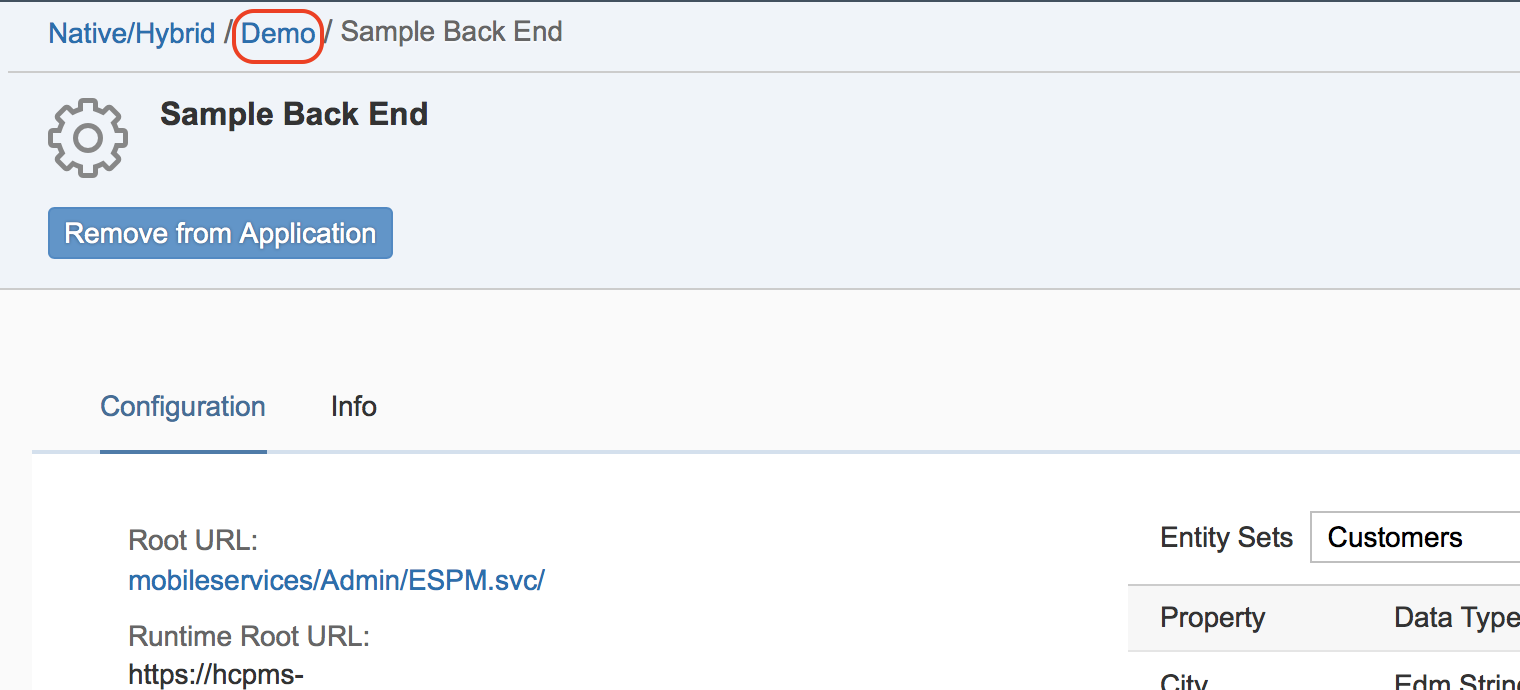 Native/Hybrid / Demo / Sample Back End
Sample Back End
Remove from Application
Configuration Info
Root URL:
mobileservices/Admin/ESPM.svc/
Runtime Root URL:
https://hcpms-
Entity Sets Customers
Property Data Type
City Edm.String